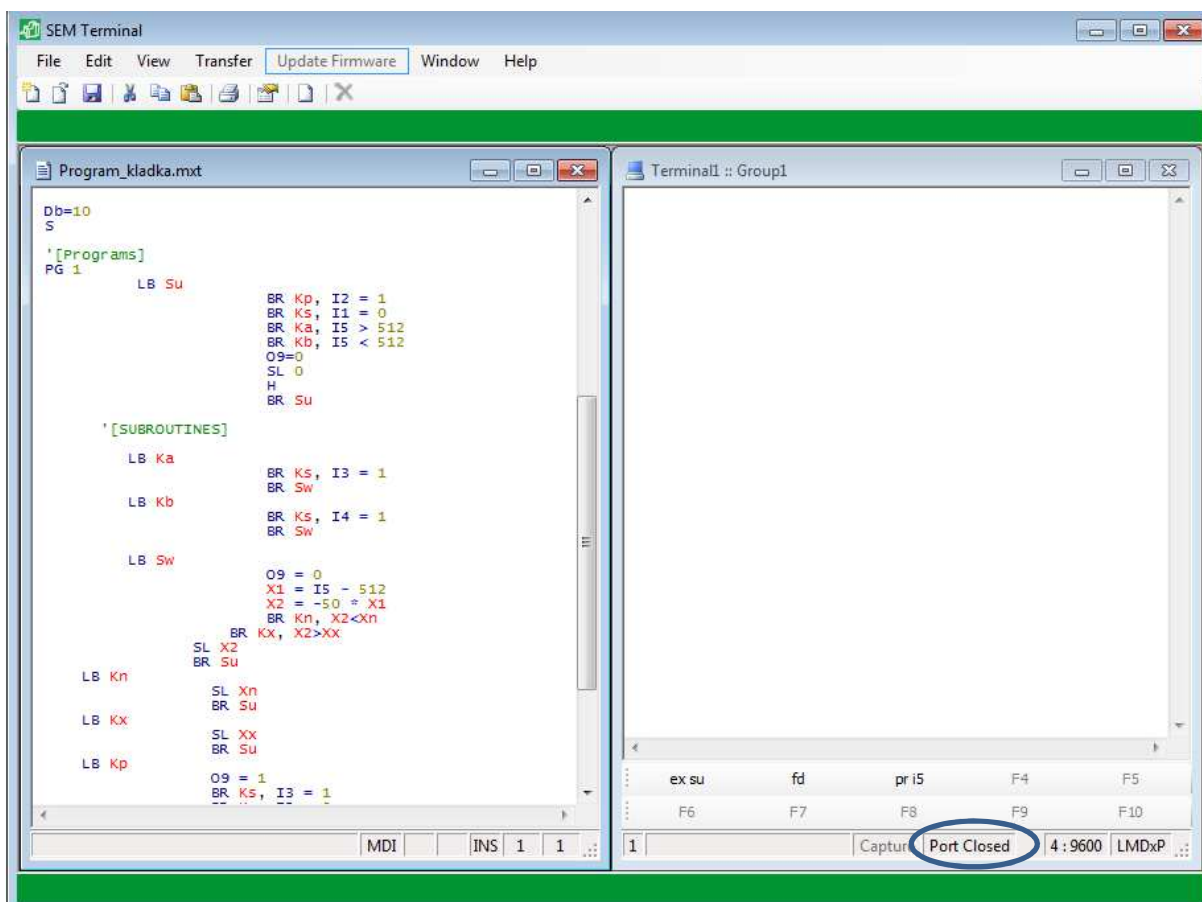 SEM Terminal
File Edit View Transfer Update Firmware Window Help
Program_kladka.mxt
Db=10
S
'[Programs]
PG 1
LB Su
BR Kp, I2 = 1
BR Ks, I1 = 0
BR Ka, I5 > 512
BR Kb, I5 < 512
O9=0
SL 0
H
BR Su
'[SUBROUTINES]
LB Ka
BR Ks, I3 = 1
BR Sw
LB Kb
BR Ks, I4 = 1
BR Sw
LB Sw
O9 = 0
X1 = I5 - 512
X2 = -50 * X1
BR Kn, X2<Xn
BR Kx, X2>Xx
SL X2
BR Su
LB Kn
SL Xn
BR Su
LB Kx
SL Xx
BR Su
LB Kp
O9 = 1
BR Ks, I3 = 1
MDI INS 1 1
Terminal1 :: Group1
ex su fd pr i5 F4 F5
F6 F7 F8 F9 F10
1 Captur Port Closed 4 : 9600 LMDxP